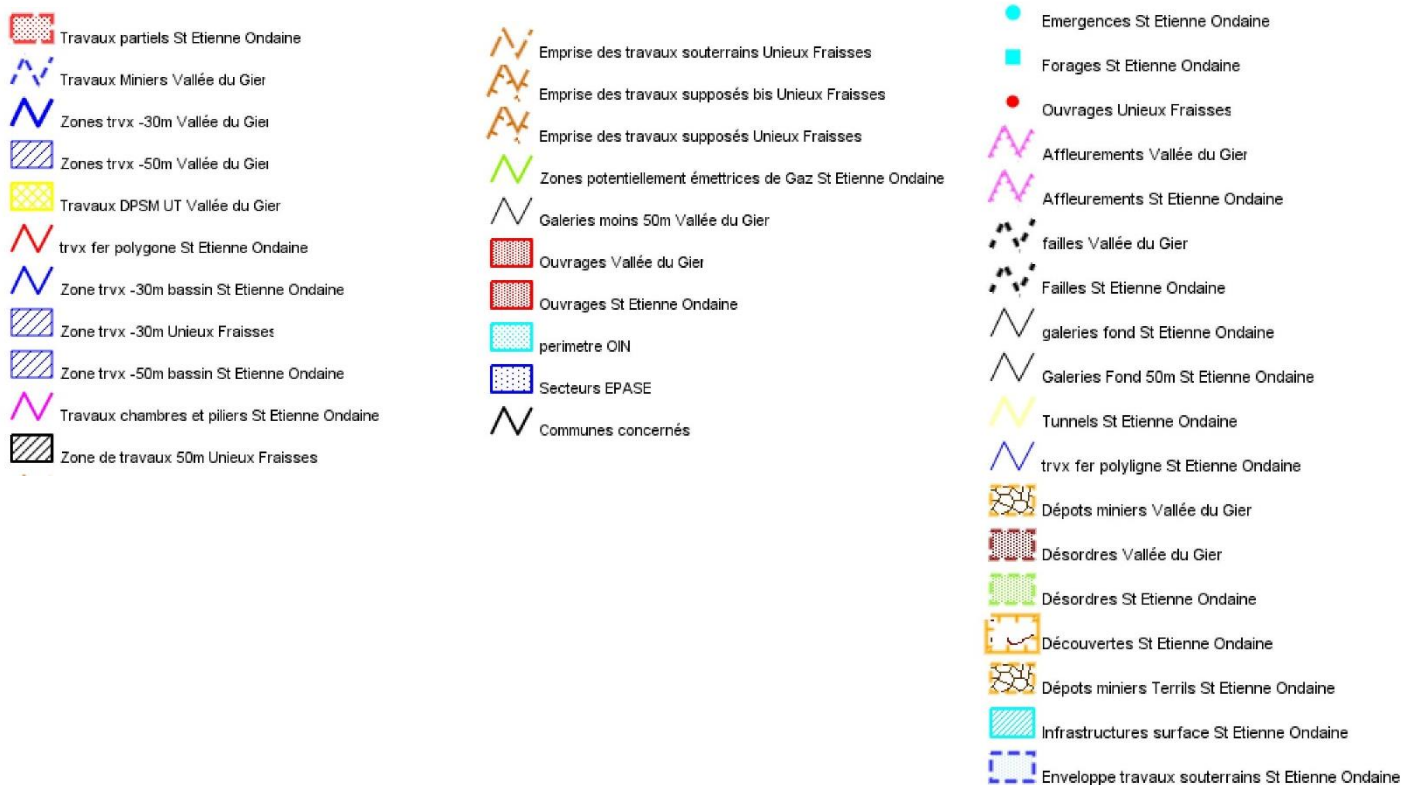 Travaux partiels St Etienne Ondaine
Travaux Miniers Vallée du Gier
Zones trvx -30m Vallée du Gier
Zones trvx -50m Vallée du Gier
Travaux DPSM UT Vallée du Gier
trvx fer polygone St Etienne Ondaine
Zone trvx -30m bassin St Etienne Ondaine
Zone trvx -30m Unieux Fraisses
Zone trvx -50m bassin St Etienne Ondaine
Travaux chambres et piliers St Etienne Ondaine
Zone de travaux 50m Unieux Fraisses
Emprise des travaux souterrains Unieux Fraisses
Emprise des travaux supposés bis Unieux Fraisses
Emprise des travaux supposés Unieux Fraisses
Zones potentiellement émettrices de Gaz St Etienne Ondaine
Galeries moins 50m Vallée du Gier
Ouvrages Vallée du Gier
Ouvrages St Etienne Ondaine
perimetre OIN
Secteurs EPASE
Communes concernés
Emergences St Etienne Ondaine
Forages St Etienne Ondaine
Ouvrages Unieux Fraisses
Affleurements Vallée du Gier
Affleurements St Etienne Ondaine
failles Vallée du Gier
Failles St Etienne Ondaine
galeries fond St Etienne Ondaine
Galeries Fond 50m St Etienne Ondaine
Tunnels St Etienne Ondaine
trvx fer polyligne St Etienne Ondaine
Dépots miniers Vallée du Gier
Désordres Vallée du Gier
Désordres St Etienne Ondaine
Découvertes St Etienne Ondaine
Dépots miniers Terrils St Etienne Ondaine
Infrastructures surface St Etienne Ondaine
Enveloppe travaux souterrains St Etienne Ondaine